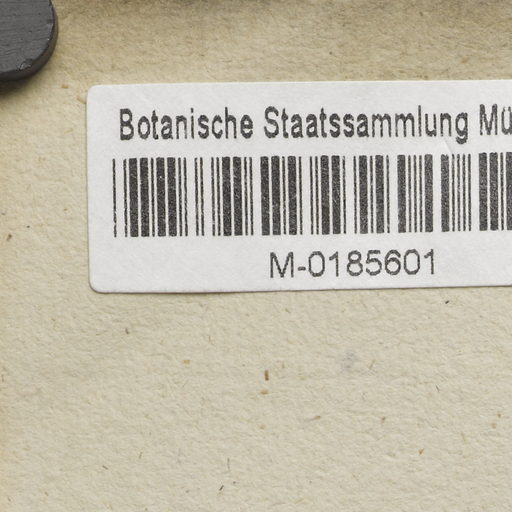 Botanische Staatssammlung Mü
M-0185601